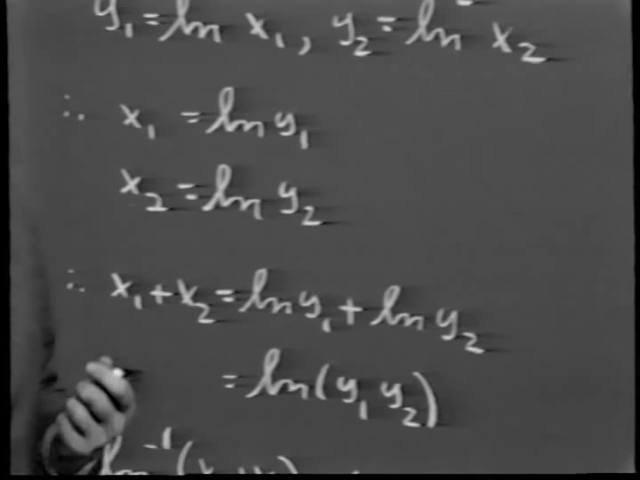 y₁ = ln x₁, y₂ = ln⁻ x₂
∴ x₁ = ln y₁
x₂ = ln y₂
∴ x₁ + x₂ = ln y₁ + ln y₂
= ln(y₁ y₂)
ln⁻¹(x